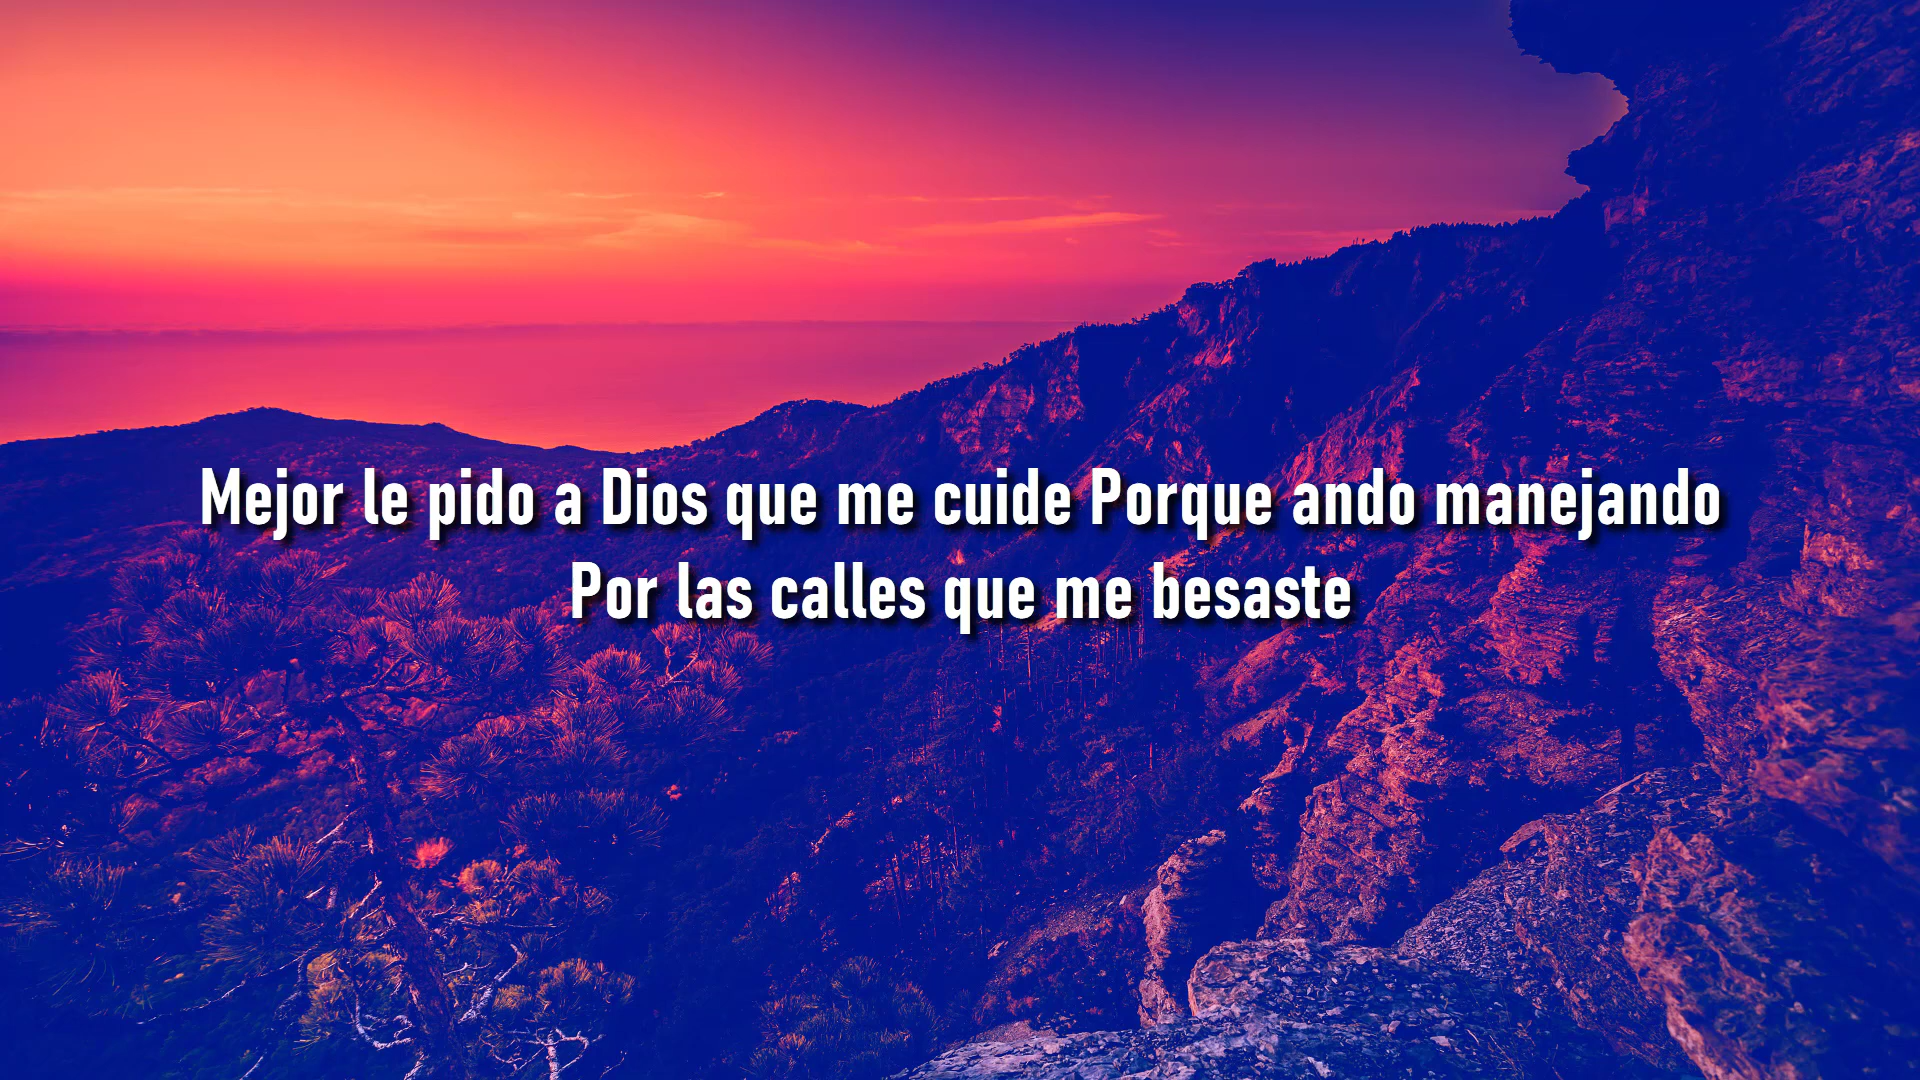 Mejor le pido a Dios que me cuide Porque ando manejando
Por las calles que me besaste